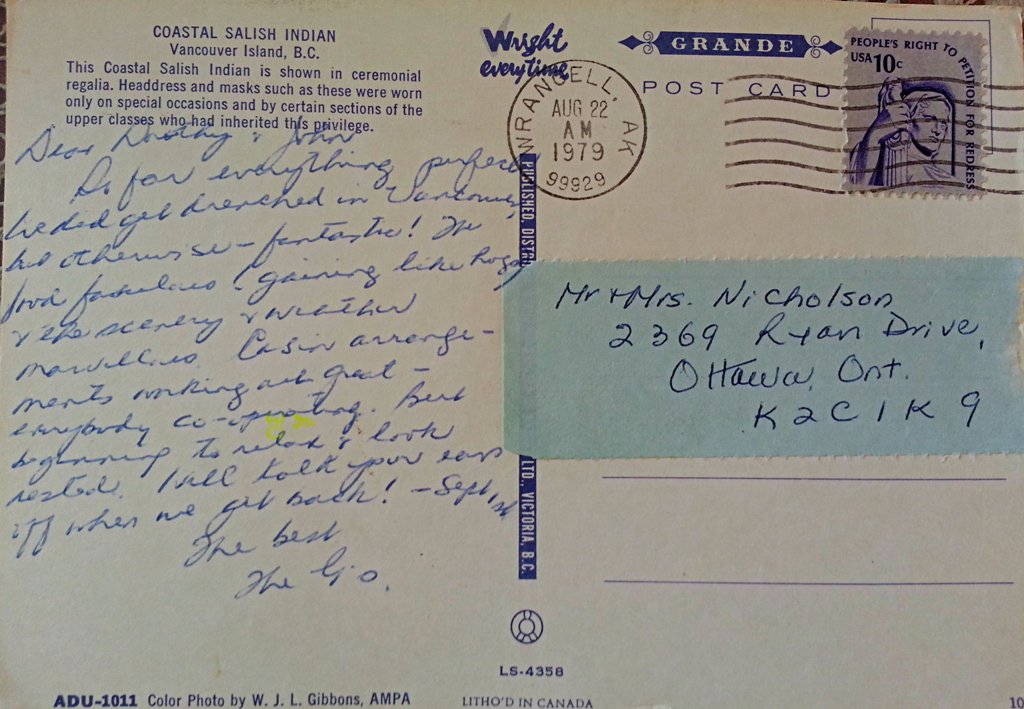 COASTAL SALISH INDIAN
Vancouver Island, B.C.
This Coastal Salish Indian is shown in ceremonial
regalia. Headdress and masks such as these were worn
only on special occasions and by certain sections of the
upper classes who had inherited this privilege.
Dear Dorothy & John
So far everything perfect
We did get drenched in Vancouver,
but otherwise - fantastic! The
food fabulous (gaining like hogs)
& the scenery & weather
marvellous. Casin arrange-
ments working out great -
everybody co-operating. Bert
beginning to relax & look
rested. Will talk your ears
off when we get back! - Sept 1st
The best
The G's.
ADU-1011 Color Photo by W. J. L. Gibbons, AMPA
Wright
everytime
PUBLISHED, DISTR
LTD., VICTORIA, B.C.
LS-4358
LITHO'D IN CANADA
GRANDE
POST CARD
WRANGELL, AK
AUG 22
AM
1979
99929
PEOPLE'S RIGHT TO PETITION FOR REDRESS
USA 10c
Mr & Mrs. Nicholson
2369 Ryan Drive,
Ottawa, Ont.
K2C1K9
10